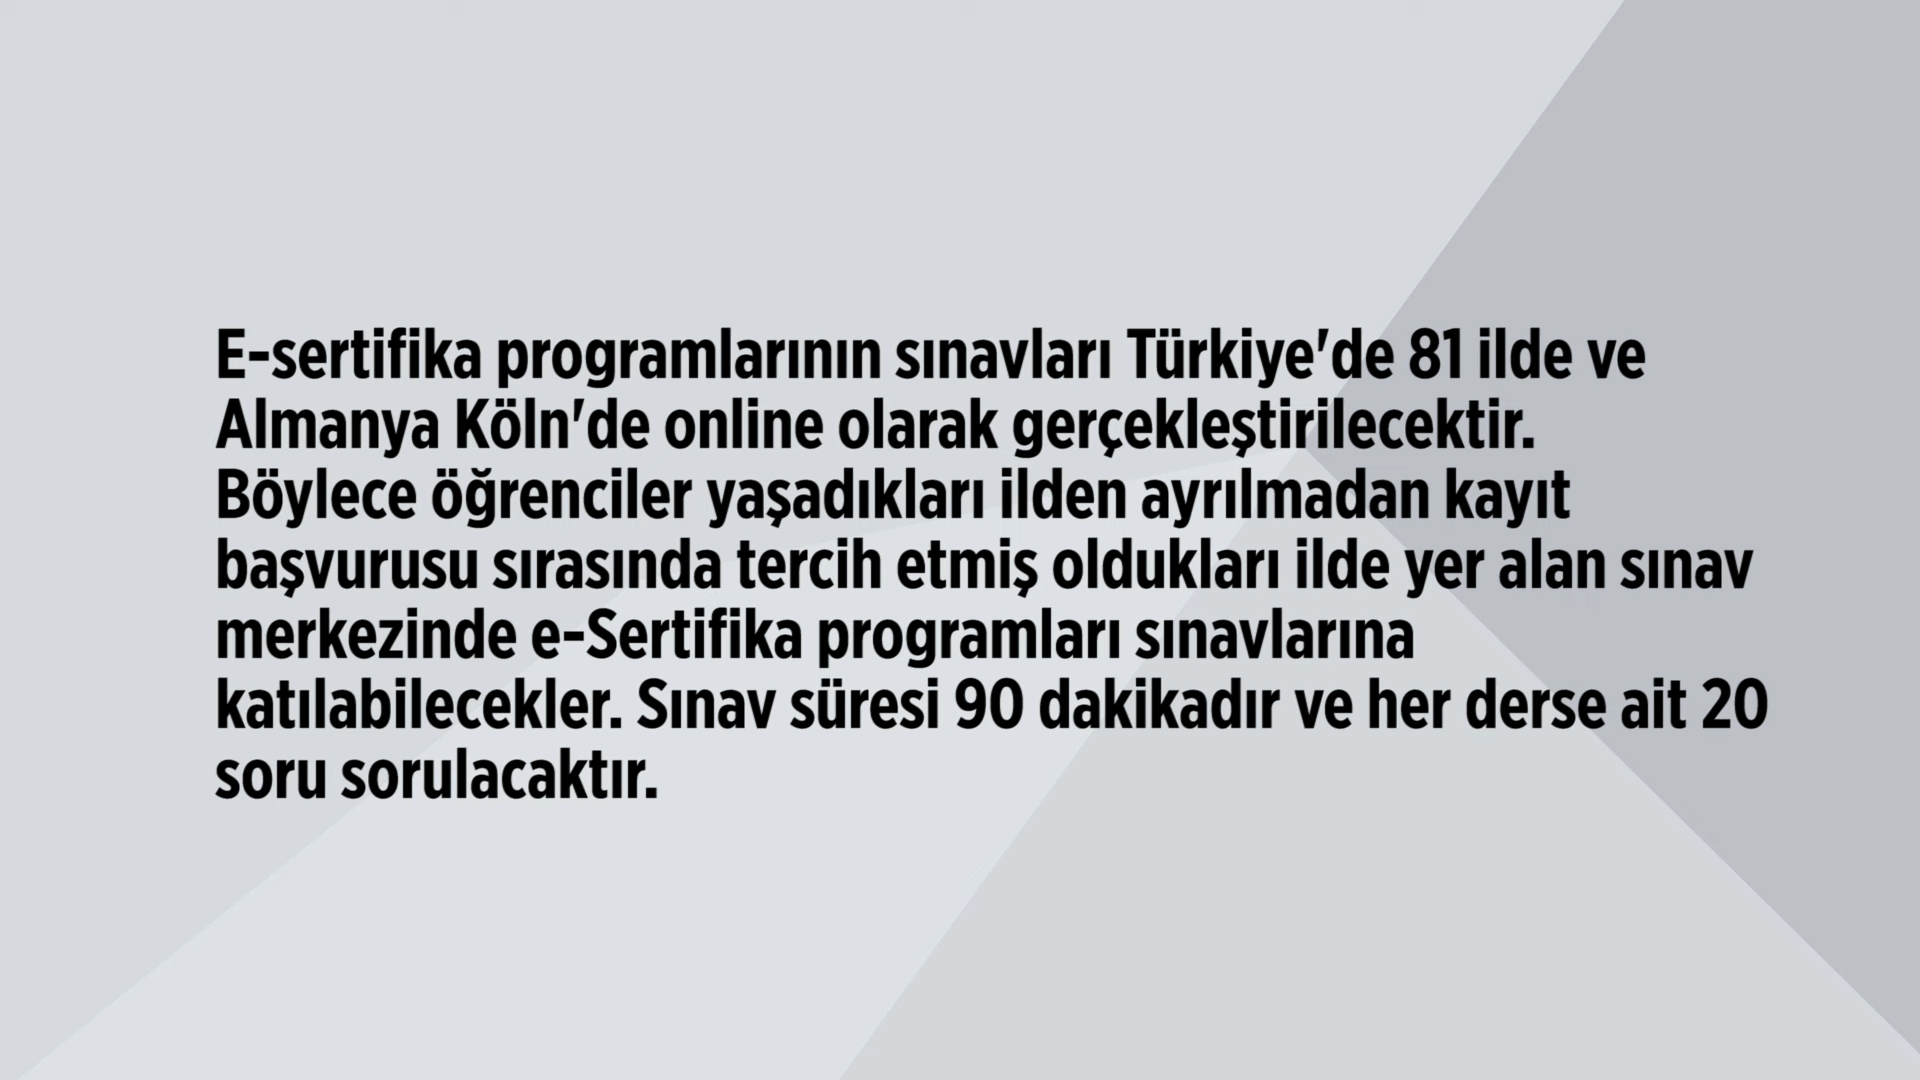 E-sertifika programlarının sınavları Türkiye'de 81 ilde ve
Almanya Köln'de online olarak gerçekleştirilecektir.
Böylece öğrenciler yaşadıkları ilden ayrılmadan kayıt
başvurusu sırasında tercih etmiş oldukları ilde yer alan sınav
merkezinde e-Sertifika programları sınavlarına
katılabilecekler. Sınav süresi 90 dakikadır ve her derse ait 20
soru sorulacaktır.